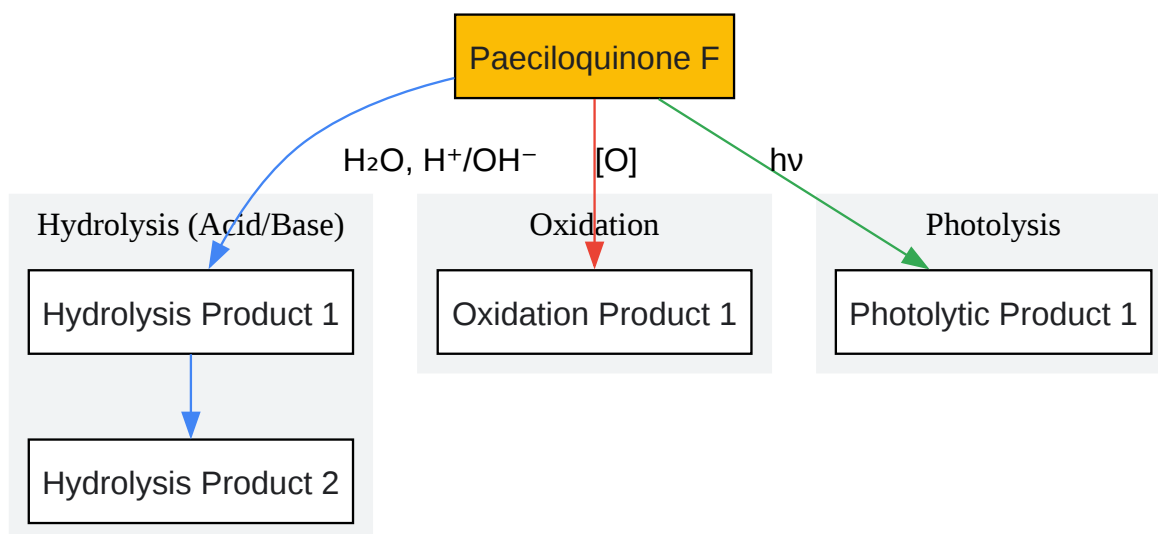 Paeciloquinone F
H₂O, H⁺/OH⁻
[O]
hν
Hydrolysis (Acid/Base)
Oxidation
Photolysis
Hydrolysis Product 1
Oxidation Product 1
Photolytic Product 1
Hydrolysis Product 2